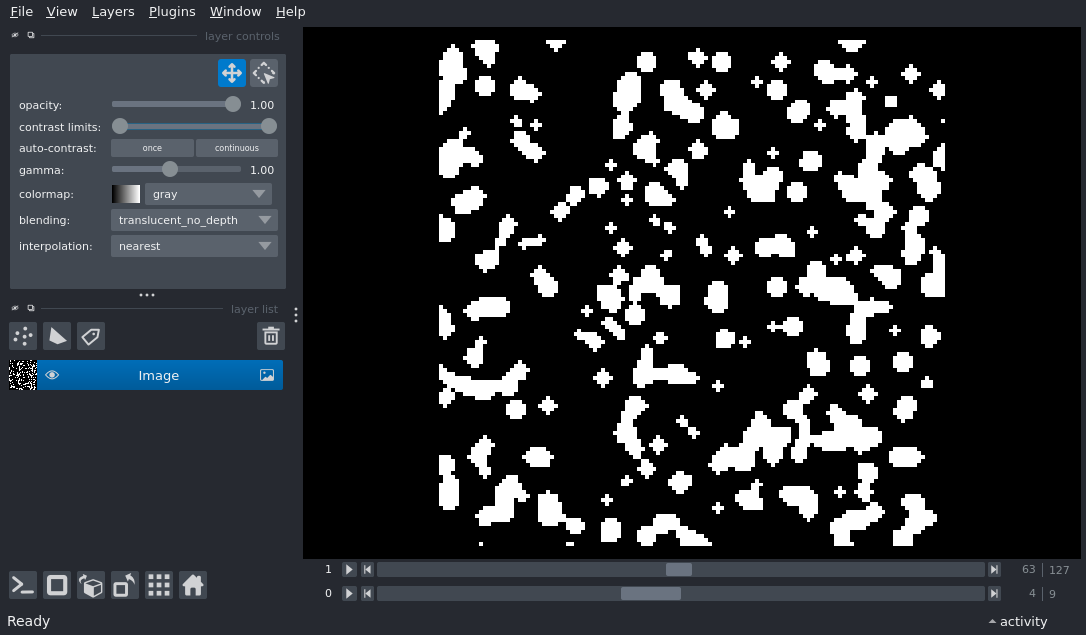 File View Layers Plugins Window Help
layer controls
opacity: 1.00
contrast limits:
auto-contrast: once continuous
gamma: 1.00
colormap: gray
blending: translucent_no_depth
interpolation: nearest
layer list
Image
1 63 127
0 4 9
Ready activity